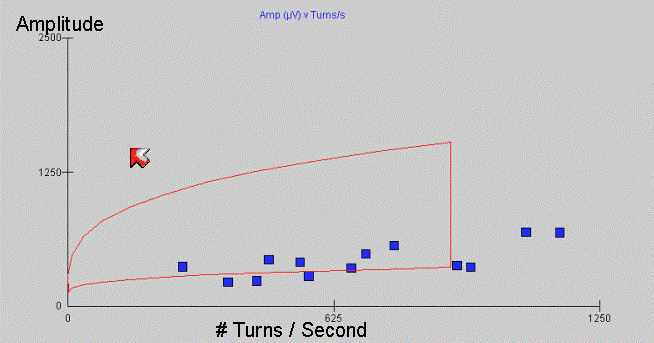 Amp (µV) v Turns/s
Amplitude
2500
1250
0
0
625
1250
# Turns / Second